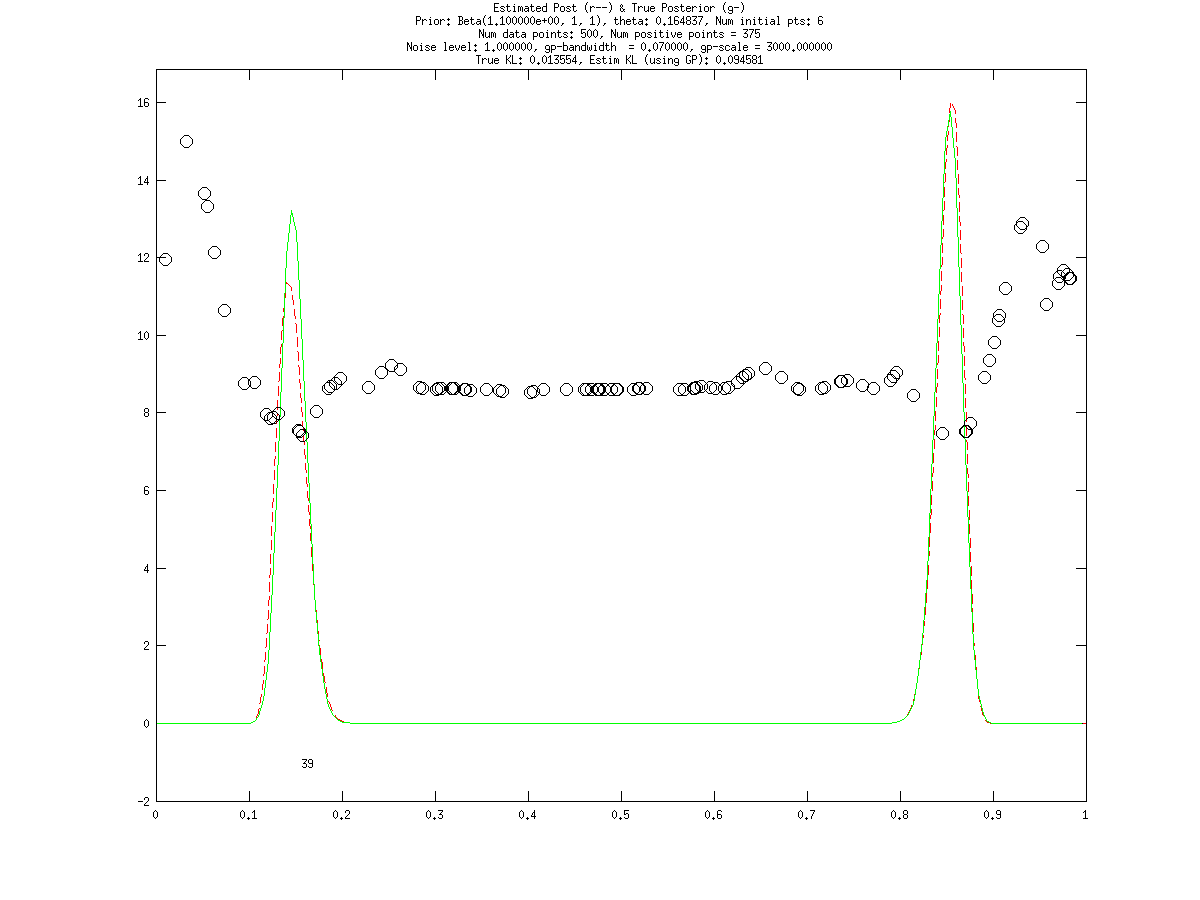 Estimated Post (r--) & True Posterior (g-)
Prior: Beta(1.100000e+00, 1, 1), theta: 0.164837, Num initial pts: 6
Num data points: 500, Num positive points = 375
Noise level: 1.000000, gp-bandwidth  = 0.070000, gp-scale = 3000.000000
True KL: 0.013554, Estim KL (using GP): 0.094581
16
14
12
10
8
6
4
2
0
39
-2
0 0.1 0.2 0.3 0.4 0.5 0.6 0.7 0.8 0.9 1